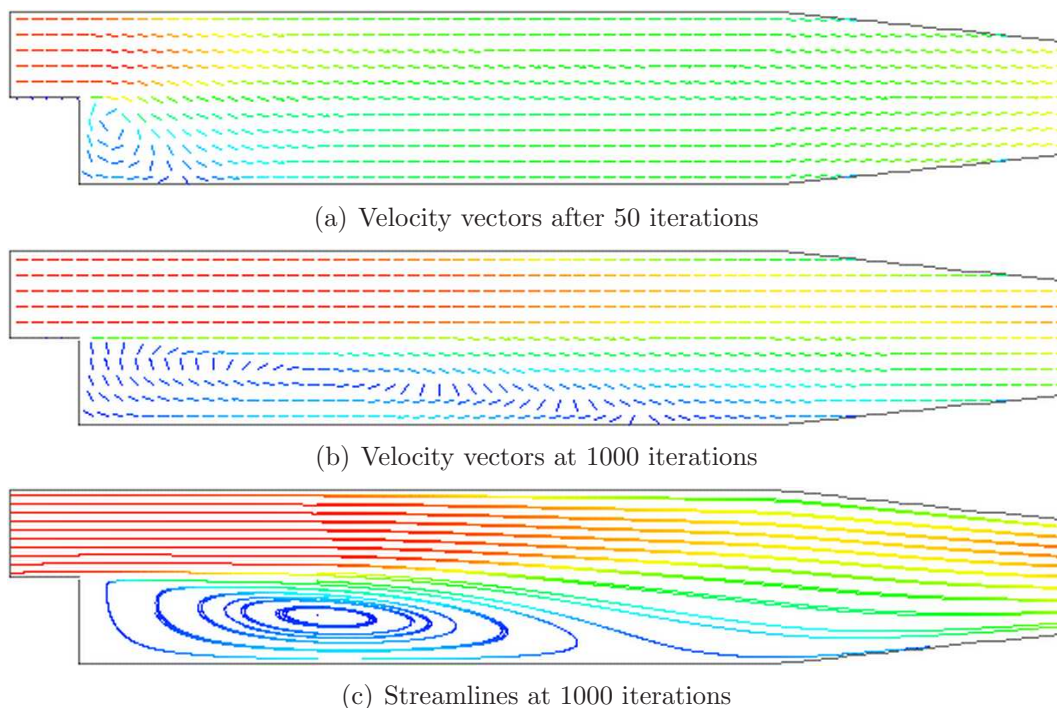 (a) Velocity vectors after 50 iterations
(b) Velocity vectors at 1000 iterations
(c) Streamlines at 1000 iterations